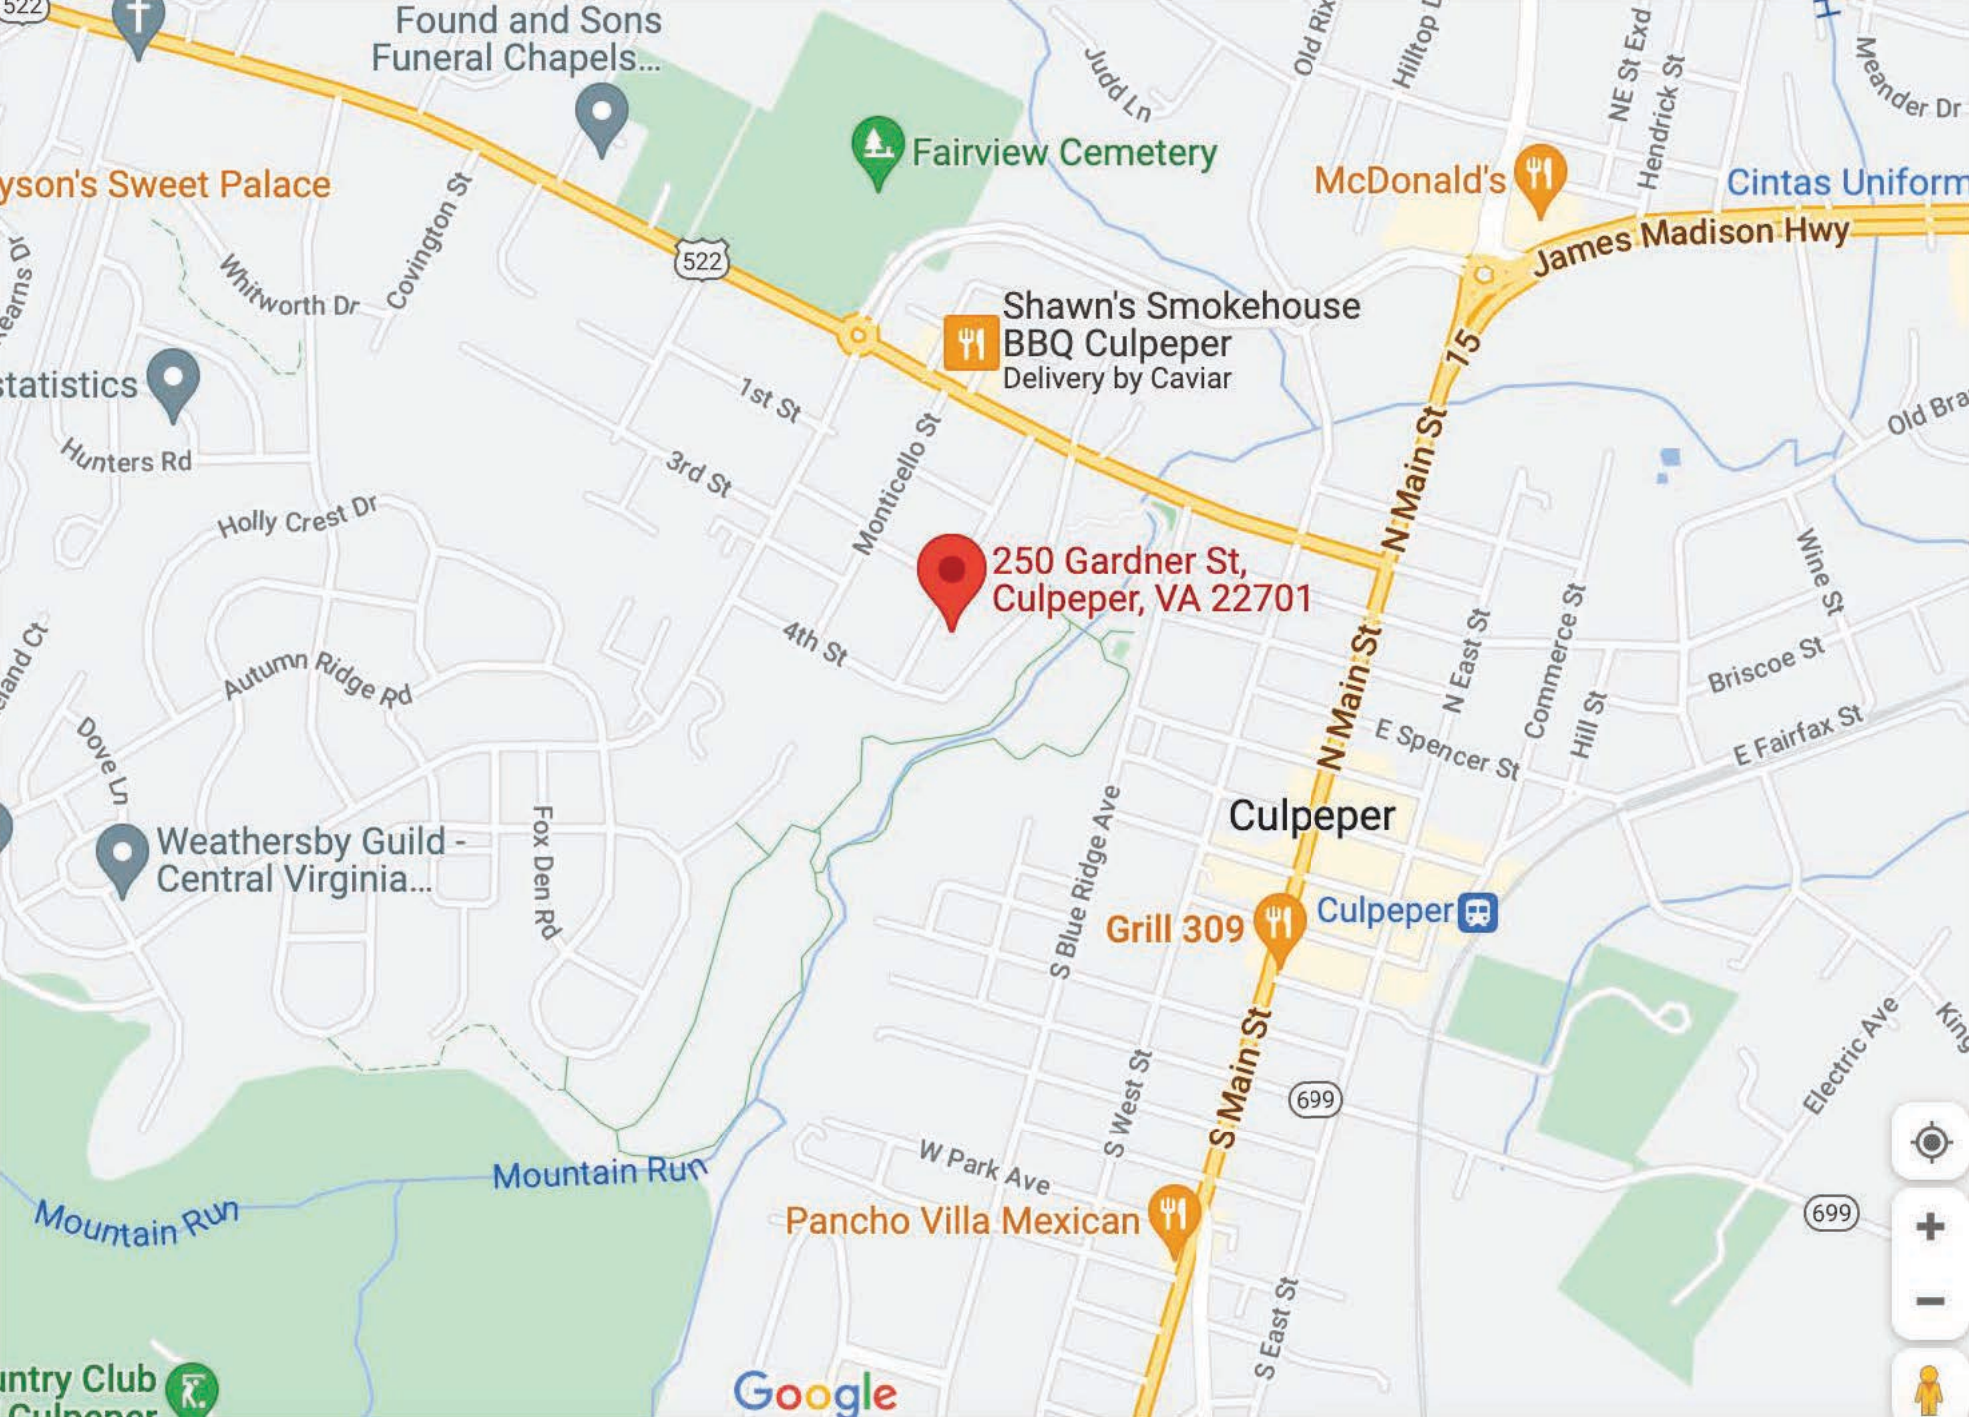 522
Found and Sons
Funeral Chapels...
Judd Ln
Hilltop
NE St Exd
Hendrick St
Meander Dr
Fairview Cemetery
McDonald's
Cintas Uniform
yson's Sweet Palace
James Madison Hwy
Covington St
Whitworth Dr
522
Shawn's Smokehouse
BBQ Culpeper
Delivery by Caviar
15
statistics
1st St
Old Bra
Hunters Rd
3rd St
Monticello St
N Main St
Holly Crest Dr
250 Gardner St,
Culpeper, VA 22701
Wine St
4th St
N East St
Commerce St
Briscoe St
Autumn Ridge Rd
N Main St
Hill St
E Spencer St
E Fairfax St
Dove Ln
Culpeper
Fox Den Rd
Weathersby Guild -
Central Virginia...
S Blue Ridge Ave
Grill 309
Culpeper
Electric Ave
King
S Main St
699
S West St
W Park Ave
Mountain Run
Mountain Run
Pancho Villa Mexican
699
S East St
untry Club
Culpeper
Google